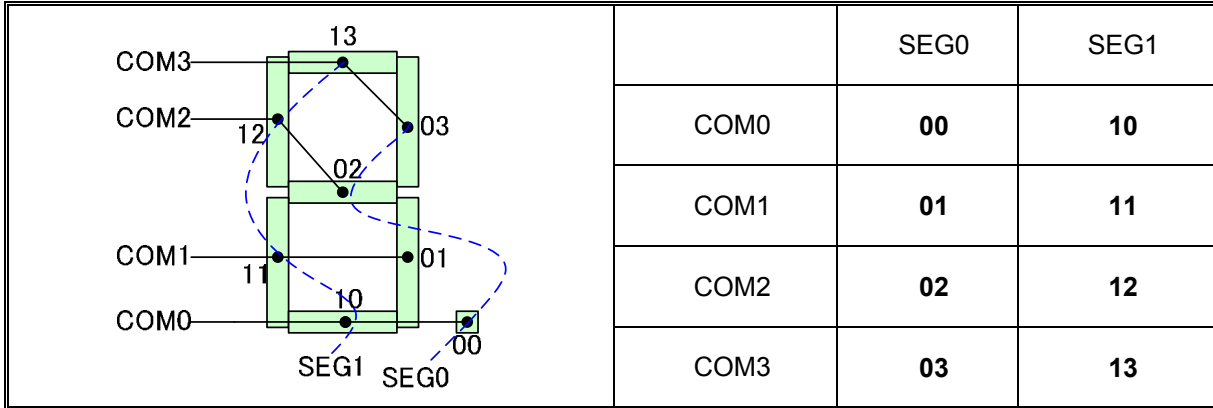 13
COM3
COM2
12
03
02
COM1
11
01
10
COM0
00
SEG1
SEG0
SEG0 SEG1
COM0 00 10
COM1 01 11
COM2 02 12
COM3 03 13